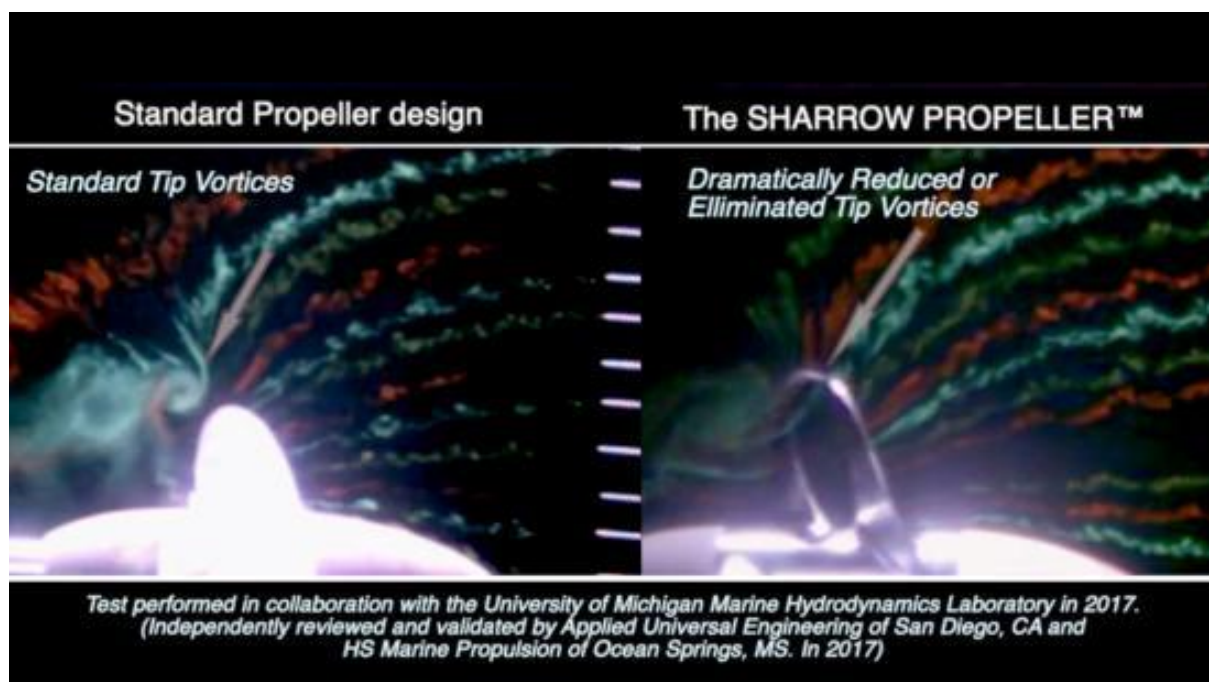 Standard Propeller design
Standard Tip Vortices
The SHARROW PROPELLER™
Dramatically Reduced or
Elliminated Tip Vortices
Test performed in collaboration with the University of Michigan Marine Hydrodynamics Laboratory in 2017.
(Independently reviewed and validated by Applied Universal Engineering of San Diego, CA and
HS Marine Propulsion of Ocean Springs, MS. In 2017)